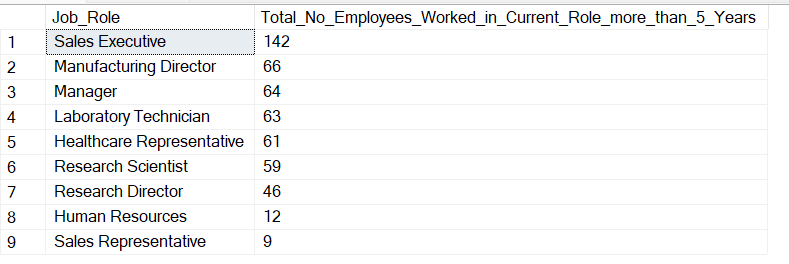 Job_Role Total_No_Employees_Worked_in_Current_Role_more_than_5_Years
1 Sales Executive 142
2 Manufacturing Director 66
3 Manager 64
4 Laboratory Technician 63
5 Healthcare Representative 61
6 Research Scientist 59
7 Research Director 46
8 Human Resources 12
9 Sales Representative 9